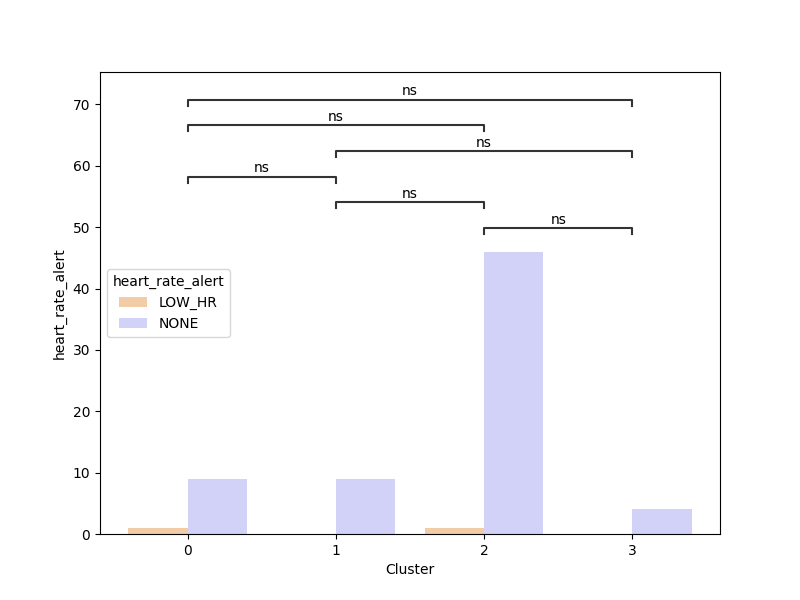 ns
ns
ns
ns
ns
ns
70
60
50
40
30
20
10
0
heart_rate_alert
heart_rate_alert
LOW_HR
NONE
0 1 2 3
Cluster